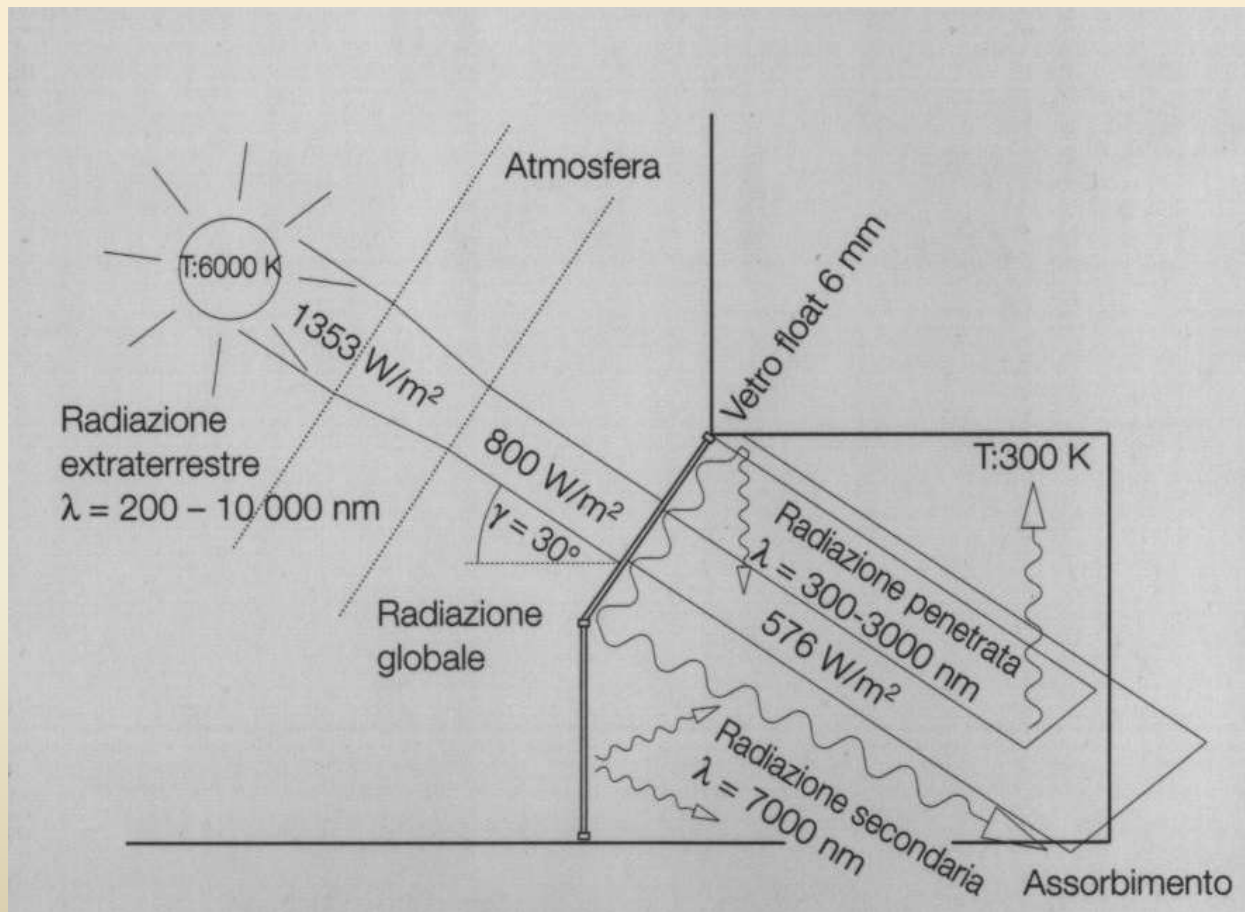 Atmosfera
T:6000 K
1353 W/m²
Vetro float 6 mm
Radiazione
extraterrestre
λ = 200 – 10 000 nm
800 W/m²
γ = 30°
Radiazione
globale
T:300 K
Radiazione penetrata
λ = 300-3000 nm
576 W/m²
Radiazione secondaria
λ = 7000 nm
Assorbimento